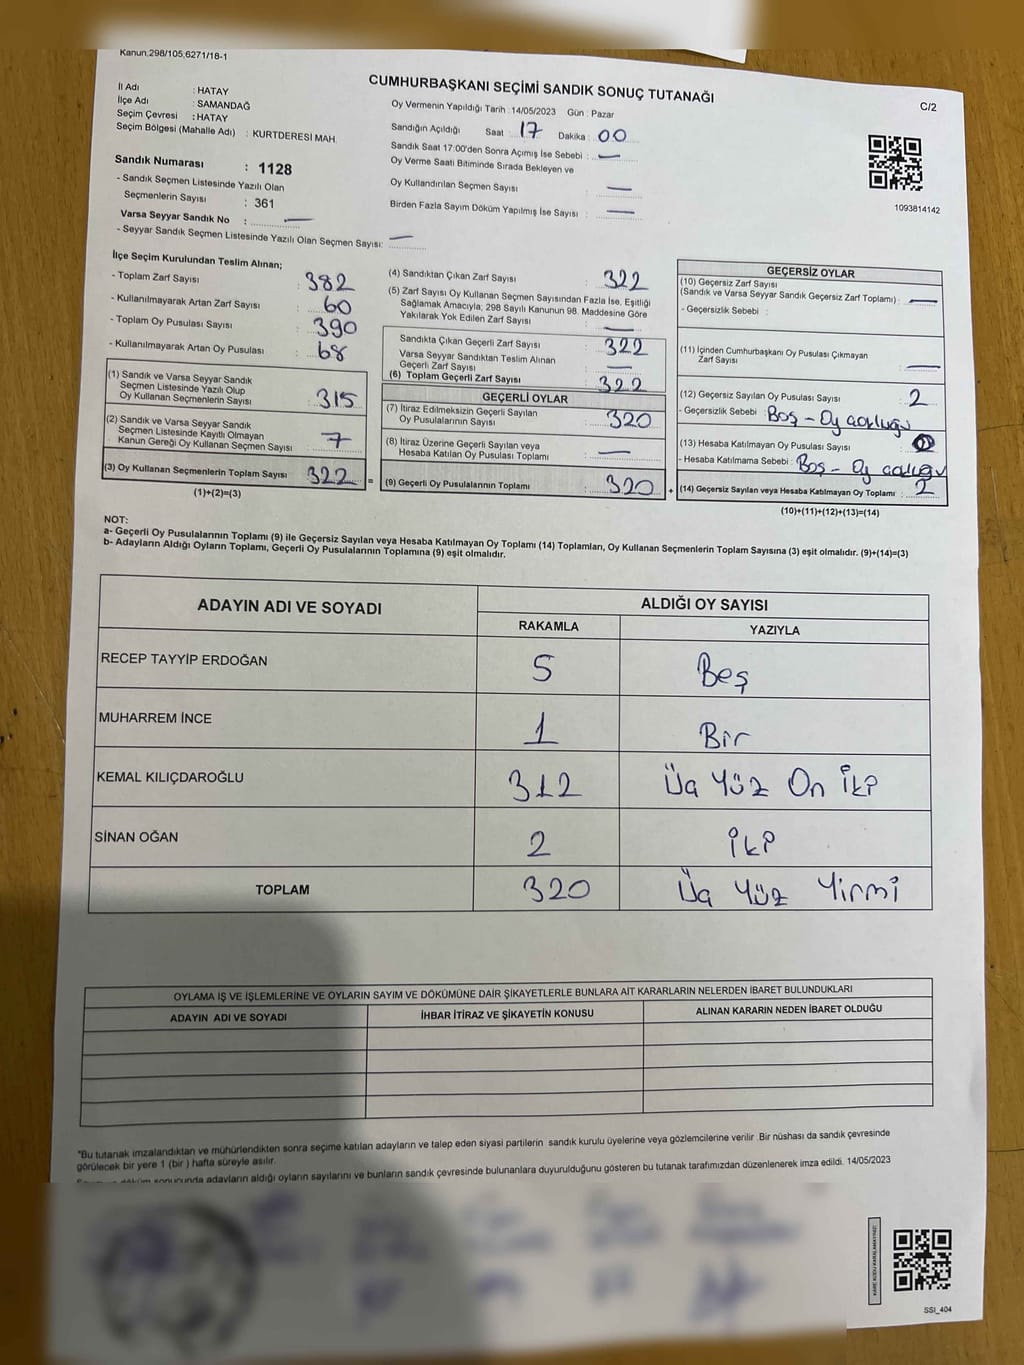 Kanun.298/105,6271/18-1
CUMHURBAŞKANI SEÇİMİ SANDIK SONUÇ TUTANAĞI
C/2
İl Adı : HATAY
İlçe Adı : SAMANDAĞ
Seçim Çevresi : HATAY
Seçim Bölgesi (Mahalle Adı) : KURTDERESI MAH.
Sandık Numarası : 1128
- Sandık Seçmen Listesinde Yazılı Olan
Seçmenlerin Sayısı : 361
Varsa Seyyar Sandık No : —
- Seyyar Sandık Seçmen Listesinde Yazılı Olan Seçmen Sayısı: —
Oy Vermenin Yapıldığı Tarih : 14/05/2023 Gün : Pazar
Sandığın Açıldığı Saat : 17 Dakika : 00
Sandık Saat 17:00'den Sonra Açımış İse Sebebi : —
Oy Verme Saati Bitiminde Sırada Bekleyen ve
Oy Kullandırılan Seçmen Sayısı : —
Birden Fazla Sayım Döküm Yapılmış İse Sayısı : —
1093814142
İlçe Seçim Kurulundan Teslim Alınan;
- Toplam Zarf Sayısı : 382
- Kullanılmayarak Artan Zarf Sayısı : 60
- Toplam Oy Pusulası Sayısı : 390
- Kullanılmayarak Artan Oy Pusulası : 68
(1) Sandık ve Varsa Seyyar Sandık
Seçmen Listesinde Yazılı Olup
Oy Kullanan Seçmenlerin Sayısı : 315
(2) Sandık ve Varsa Seyyar Sandık
Seçmen Listesinde Kayıtlı Olmayan
Kanun Gereği Oy Kullanan Seçmen Sayısı : 7
(3) Oy Kullanan Seçmenlerin Toplam Sayısı : 322 =
(1)+(2)=(3)
(4) Sandıktan Çıkan Zarf Sayısı : 322
(5) Zarf Sayısı Oy Kullanan Seçmen Sayısından Fazla İse, Eşitliği
Sağlamak Amacıyla; 298 Sayılı Kanunun 98. Maddesine Göre
Yakılarak Yok Edilen Zarf Sayısı : —
Sandıkta Çıkan Geçerli Zarf Sayısı : 322
Varsa Seyyar Sandıktan Teslim Alınan
Geçerli Zarf Sayısı : —
(6) Toplam Geçerli Zarf Sayısı : 322
GEÇERLİ OYLAR
(7) İtiraz Edilmeksizin Geçerli Sayılan
Oy Pusulalarının Sayısı : 320
(8) İtiraz Üzerine Geçerli Sayılan veya
Hesaba Katılan Oy Pusulası Toplamı : —
(9) Geçerli Oy Pusulalarının Toplamı : 320 +
GEÇERSİZ OYLAR
(10) Geçersiz Zarf Sayısı
(Sandık ve Varsa Seyyar Sandık Geçersiz Zarf Toplamı) : —
- Geçersizlik Sebebi :
(11) İçinden Cumhurbaşkanı Oy Pusulası Çıkmayan
Zarf Sayısı : —
(12) Geçersiz Sayılan Oy Pusulası Sayısı : 2
- Geçersizlik Sebebi : Boş - Oy
(13) Hesaba Katılmayan Oy Pusulası Sayısı :
- Hesaba Katılmama Sebebi : Boş - Oy
(14) Geçersiz Sayılan veya Hesaba Katılmayan Oy Toplamı : 2
(10)+(11)+(12)+(13)=(14)
NOT:
a- Geçerli Oy Pusulalarının Toplamı (9) ile Geçersiz Sayılan veya Hesaba Katılmayan Oy Toplamı (14) Toplamları, Oy Kullanan Seçmenlerin Toplam Sayısına (3) eşit olmalıdır. (9)+(14)=(3)
b- Adayların Aldığı Oyların Toplamı, Geçerli Oy Pusulalarının Toplamına (9) eşit olmalıdır.
ADAYIN ADI VE SOYADI ALDIĞI OY SAYISI
RAKAMLA YAZIYLA
RECEP TAYYİP ERDOĞAN 5 Beş
MUHARREM İNCE 1 Bir
KEMAL KILIÇDAROĞLU 312 Üç Yüz On İki
SİNAN OĞAN 2 İki
TOPLAM 320 Üç Yüz Yirmi
OYLAMA İŞ VE İŞLEMLERİNE VE OYLARIN SAYIM VE DÖKÜMÜNE DAİR ŞİKAYETLERLE BUNLARA AİT KARARLARIN NELERDEN İBARET BULUNDUKLARI
ADAYIN ADI VE SOYADI İHBAR İTİRAZ VE ŞİKAYETİN KONUSU ALINAN KARARIN NEDEN İBARET OLDUĞU
"Bu tutanak imzalandıktan ve mühürlendikten sonra seçime katılan adayların ve talep eden siyasi partilerin sandık kurulu üyelerine veya gözlemcilerine verilir .Bir nüshası da sandık çevresinde
görülecek bir yere 1 (bir ) hafta süreyle asılır.
sonucunda adayların aldığı oyların sayılarını ve bunların sandık çevresinde bulunanlara duyurulduğunu gösteren bu tutanak tarafımızdan düzenlenerek imza edildi. 14/05/2023
KARE KODU KARALAMAYINIZ!
SSI_404